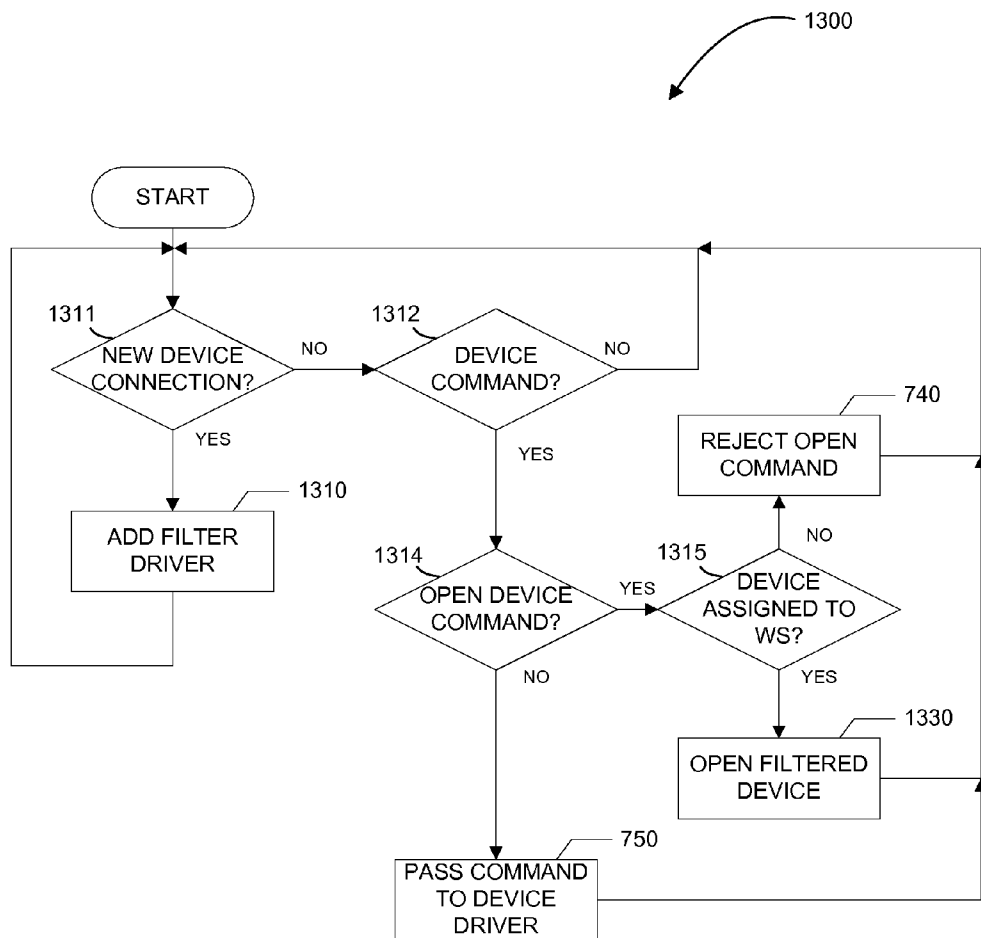 1300
START
1311
NEW DEVICE
CONNECTION?
NO
1312
DEVICE
COMMAND?
NO
YES
YES
740
REJECT OPEN
COMMAND
1310
ADD FILTER
DRIVER
NO
1314
OPEN DEVICE
COMMAND?
YES
1315
DEVICE
ASSIGNED TO
WS?
NO
YES
1330
OPEN FILTERED
DEVICE
750
PASS COMMAND
TO DEVICE
DRIVER